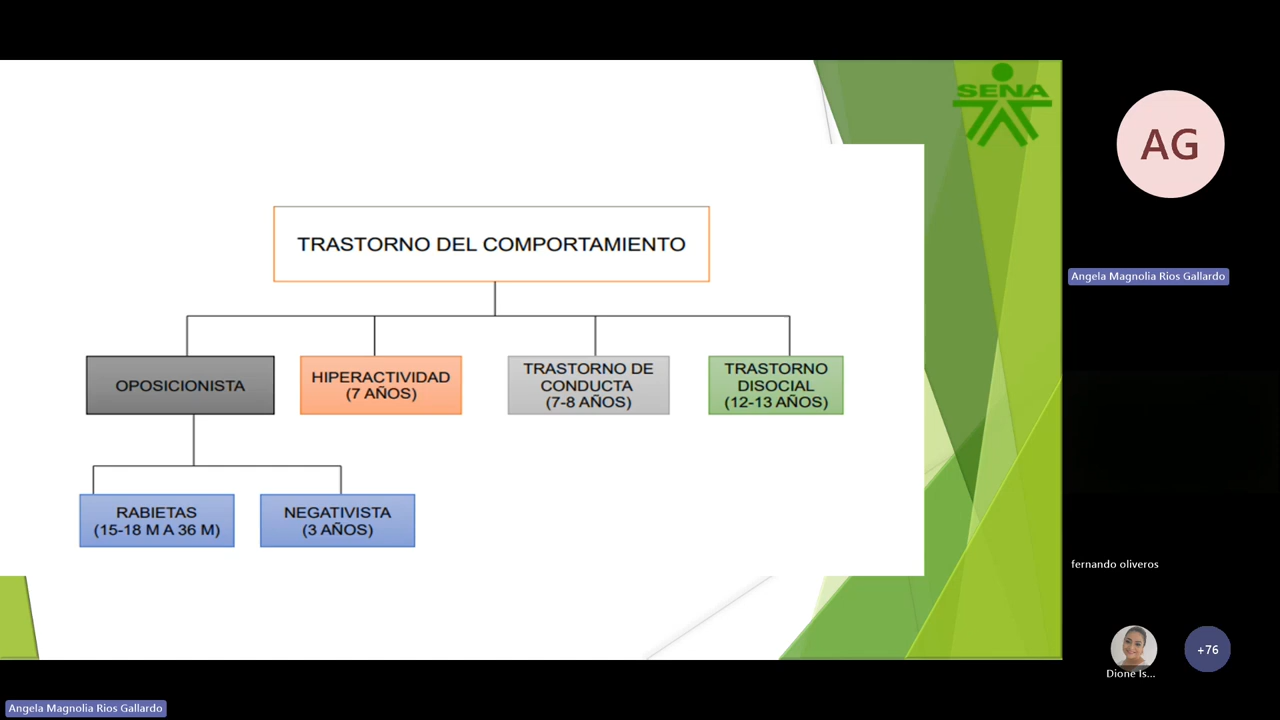 SENA
AG
TRASTORNO DEL COMPORTAMIENTO
Angela Magnolia Rios Gallardo
OPOSICIONISTA
HIPERACTIVIDAD
(7 AÑOS)
TRASTORNO DE
CONDUCTA
(7-8 AÑOS)
TRASTORNO
DISOCIAL
(12-13 AÑOS)
RABIETAS
(15-18 M A 36 M)
NEGATIVISTA
(3 AÑOS)
fernando oliveros
+76
Dione Is...
Angela Magnolia Rios Gallardo